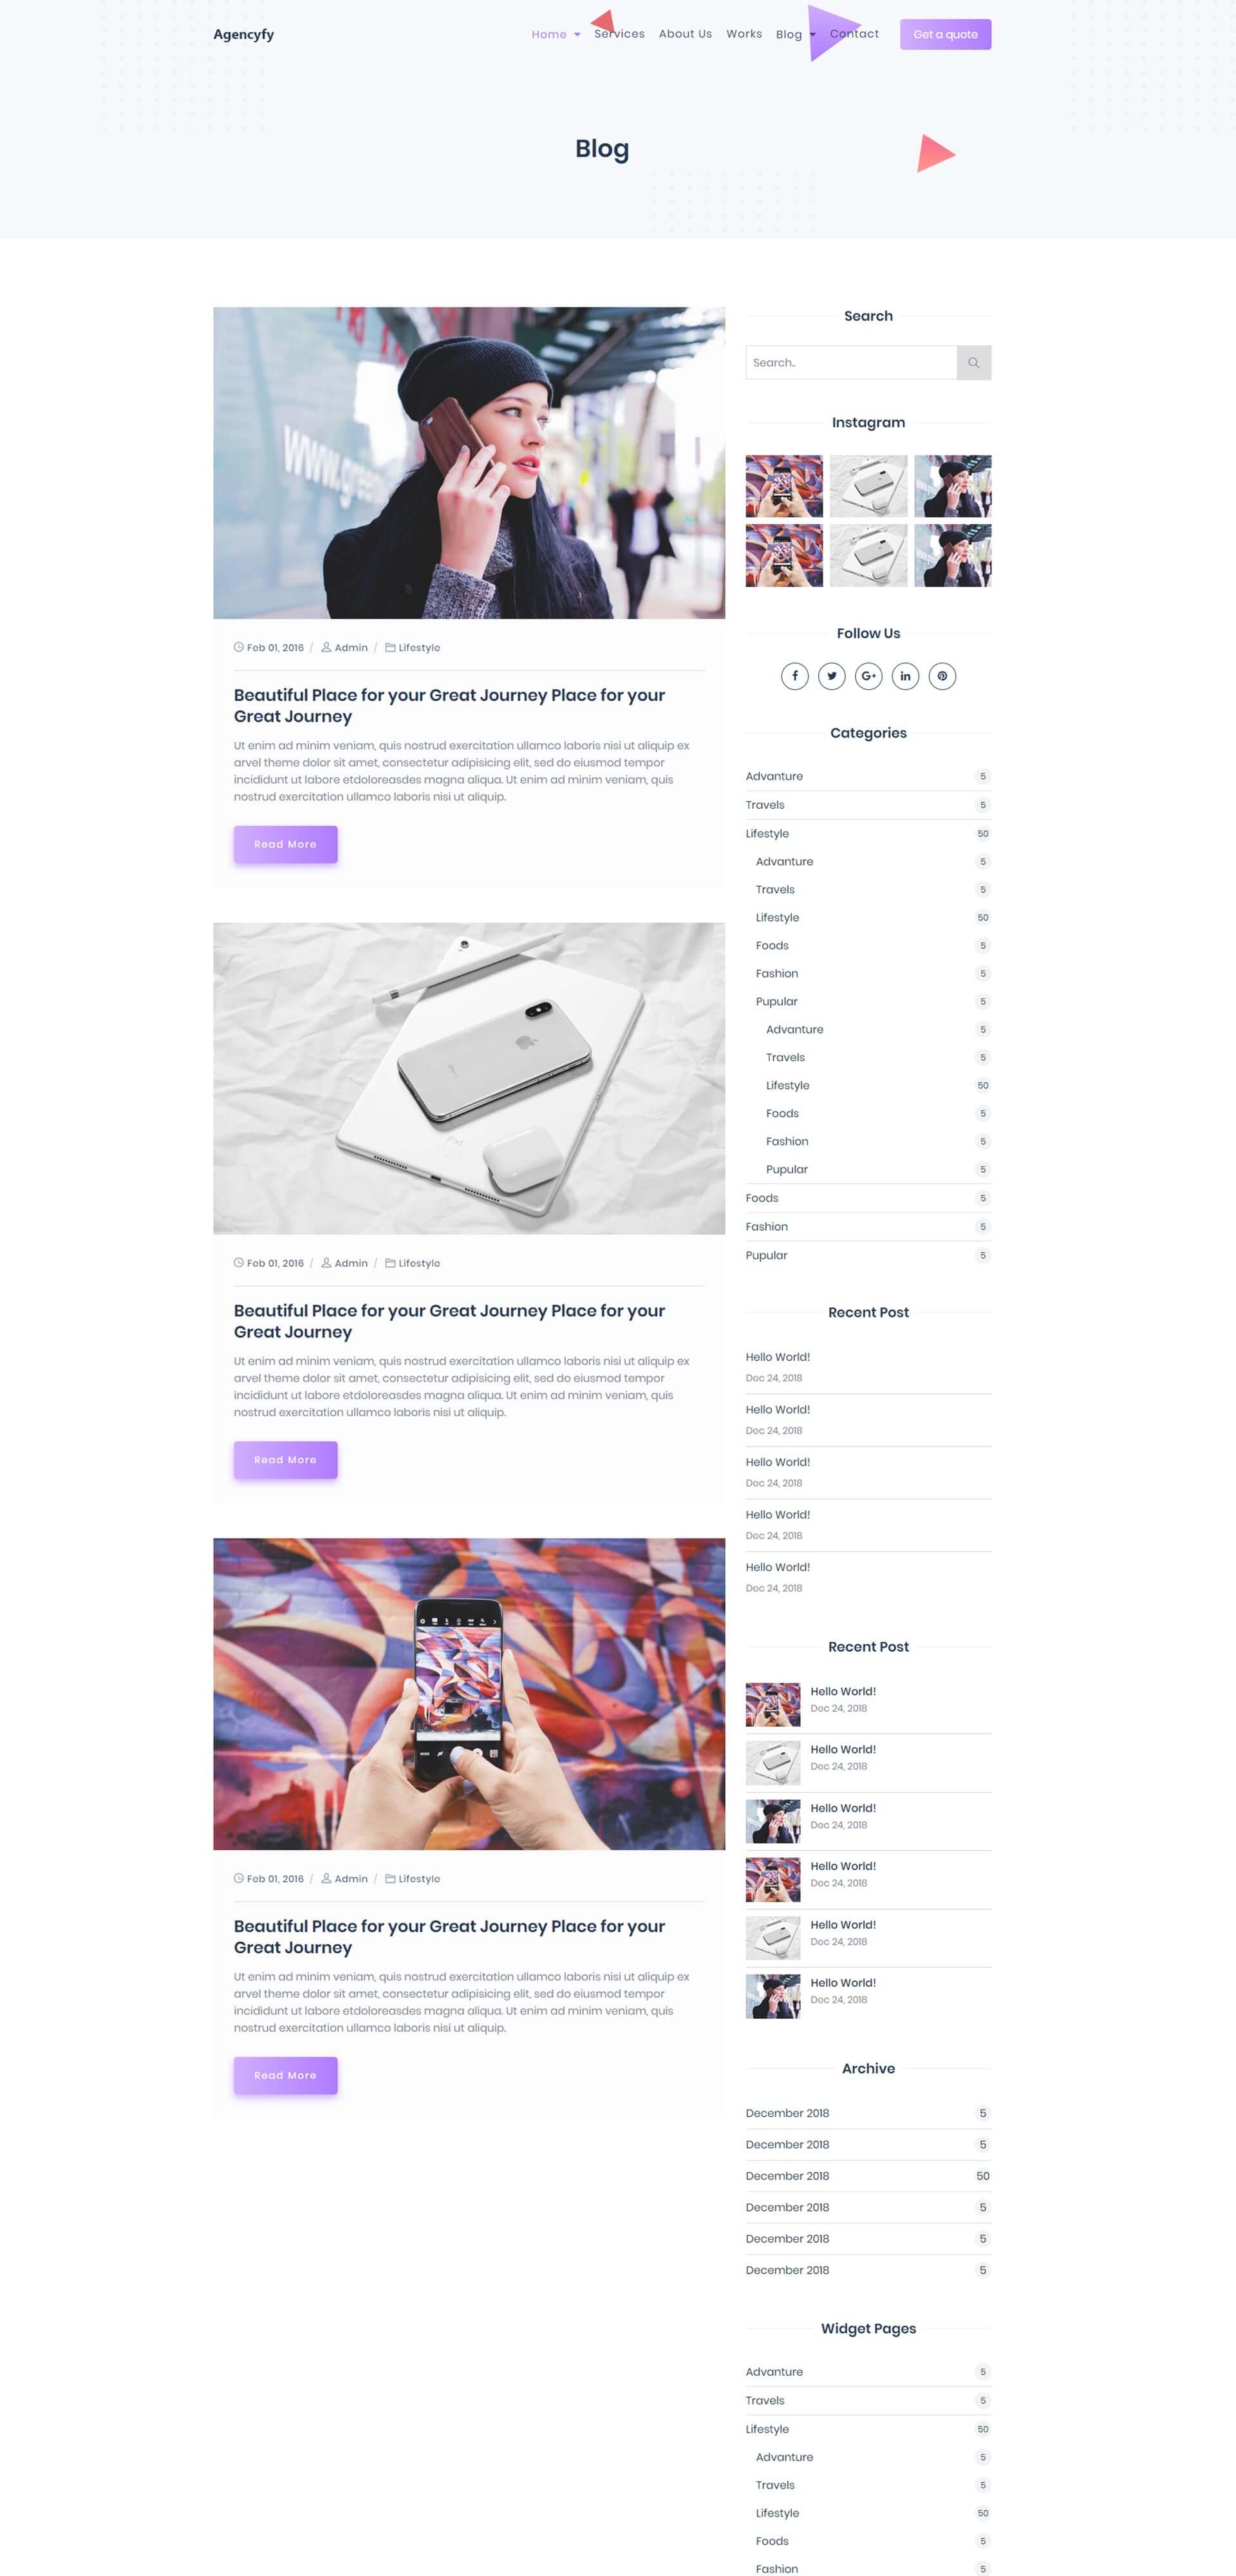 Agencyfy
Home
Services
About Us
Works
Blog
Contact
Get a quote
Blog
www.gree
Feb 01, 2016 / Admin / Lifestyle
Beautiful Place for your Great Journey Place for your
Great Journey
Ut enim ad minim veniam, quis nostrud exercitation ullamco laboris nisi ut aliquip ex
arvel theme dolor sit amet, consectetur adipisicing elit, sed do eiusmod tempor
incididunt ut labore etdoloreasdes magna aliqua. Ut enim ad minim veniam, quis
nostrud exercitation ullamco laboris nisi ut aliquip.
Read More
iPad
Feb 01, 2016 / Admin / Lifestyle
Beautiful Place for your Great Journey Place for your
Great Journey
Ut enim ad minim veniam, quis nostrud exercitation ullamco laboris nisi ut aliquip ex
arvel theme dolor sit amet, consectetur adipisicing elit, sed do eiusmod tempor
incididunt ut labore etdoloreasdes magna aliqua. Ut enim ad minim veniam, quis
nostrud exercitation ullamco laboris nisi ut aliquip.
Read More
Feb 01, 2016 / Admin / Lifestyle
Beautiful Place for your Great Journey Place for your
Great Journey
Ut enim ad minim veniam, quis nostrud exercitation ullamco laboris nisi ut aliquip ex
arvel theme dolor sit amet, consectetur adipisicing elit, sed do eiusmod tempor
incididunt ut labore etdoloreasdes magna aliqua. Ut enim ad minim veniam, quis
nostrud exercitation ullamco laboris nisi ut aliquip.
Read More
Search
Search..
Instagram
Follow Us
Categories
Advanture 5
Travels 5
Lifestyle 50
Advanture 5
Travels 5
Lifestyle 50
Foods 5
Fashion 5
Pupular 5
Advanture 5
Travels 5
Lifestyle 50
Foods 5
Fashion 5
Pupular 5
Foods 5
Fashion 5
Pupular 5
Recent Post
Hello World!
Dec 24, 2018
Hello World!
Dec 24, 2018
Hello World!
Dec 24, 2018
Hello World!
Dec 24, 2018
Hello World!
Dec 24, 2018
Recent Post
Hello World!
Dec 24, 2018
Hello World!
Dec 24, 2018
Hello World!
Dec 24, 2018
Hello World!
Dec 24, 2018
Hello World!
Dec 24, 2018
Hello World!
Dec 24, 2018
Archive
December 2018 5
December 2018 5
December 2018 50
December 2018 5
December 2018 5
December 2018 5
Widget Pages
Advanture 5
Travels 5
Lifestyle 50
Advanture 5
Travels 5
Lifestyle 50
Foods 5
Fashion 5